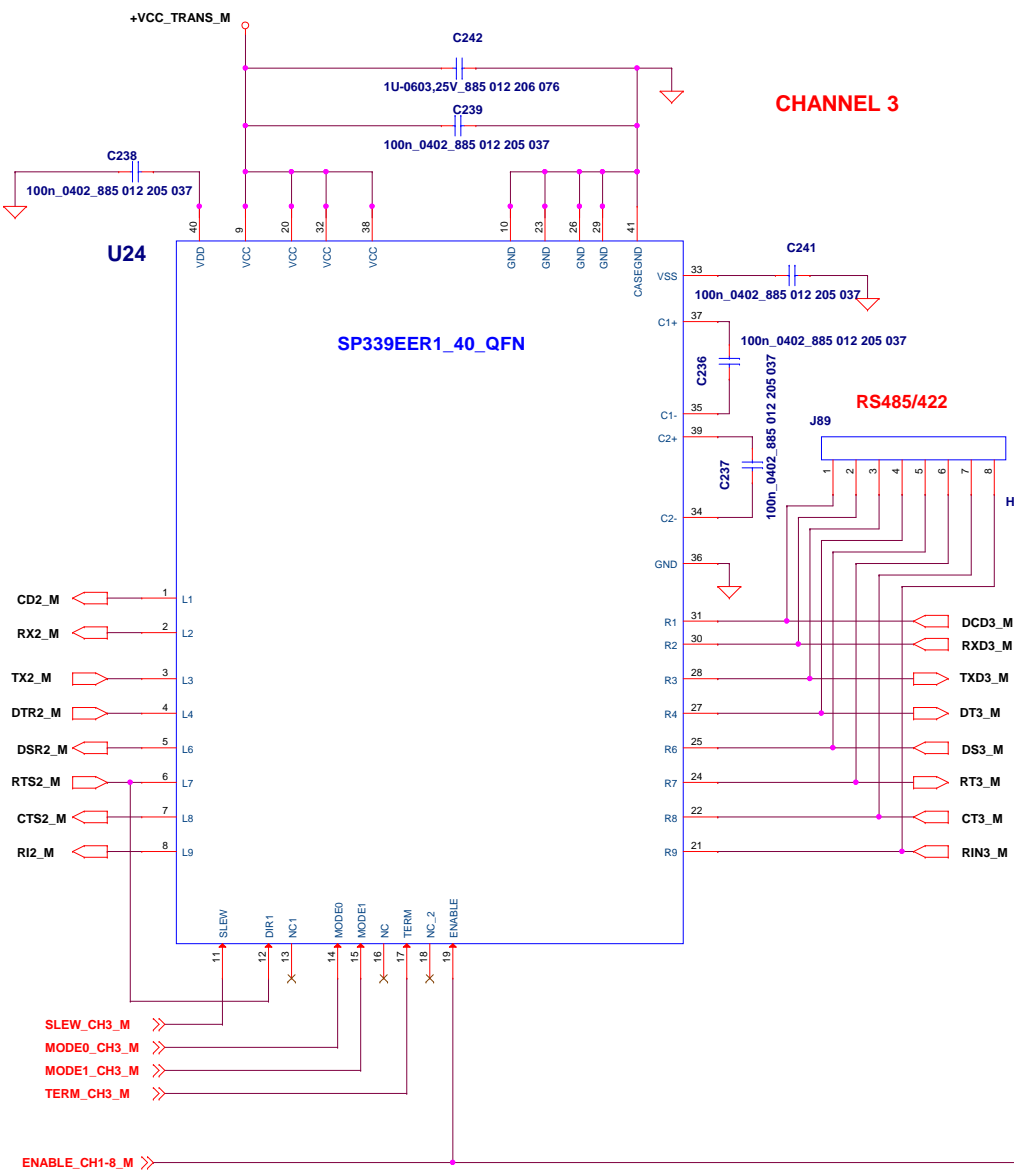 +VCC_TRANS_M
C242
1U-0603,25V_885 012 206 076
CHANNEL 3
C239
100n_0402_885 012 205 037
C238
100n_0402_885 012 205 037
40
9
20
32
38
10
23
26
29
41
U24
VDD
VCC
VCC
VCC
VCC
GND
GND
GND
GND
CASEGND
C241
VSS
33
100n_0402_885 012 205 037
C1+
37
SP339EER1_40_QFN
100n_0402_885 012 205 037
C236
RS485/422
C1-
35
J89
C2+
39
100n_0402_885 012 205 037
C237
1
2
3
4
5
6
7
8
H
C2-
34
GND
36
CD2_M
1
L1
R1
31
DCD3_M
RX2_M
2
L2
R2
30
RXD3_M
TX2_M
3
L3
R3
28
TXD3_M
DTR2_M
4
L4
R4
27
DT3_M
DSR2_M
5
L6
R6
25
DS3_M
RTS2_M
6
L7
R7
24
RT3_M
CTS2_M
7
L8
R8
22
CT3_M
RI2_M
8
L9
R9
21
RIN3_M
SLEW
DIR1
NC1
MODE0
MODE1
NC
TERM
NC_2
ENABLE
11
12
13
14
15
16
17
18
19
SLEW_CH3_M
MODE0_CH3_M
MODE1_CH3_M
TERM_CH3_M
ENABLE_CH1-8_M